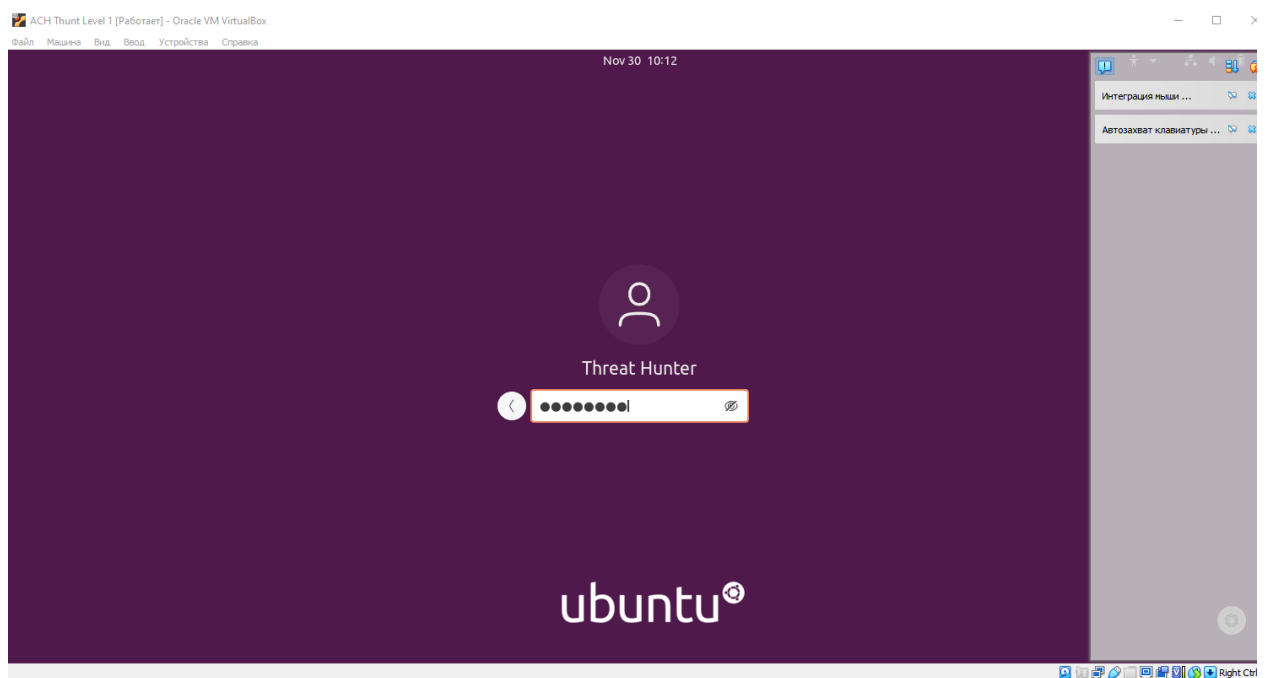 ACH Thunt Level 1 [Работает] - Oracle VM VirtualBox
Файл Машина Вид Ввод Устройства Справка
Nov 30 10:12
Интеграция мыши ...
Автозахват клавиатуры ...
Threat Hunter
ubuntu
Right Ctrl